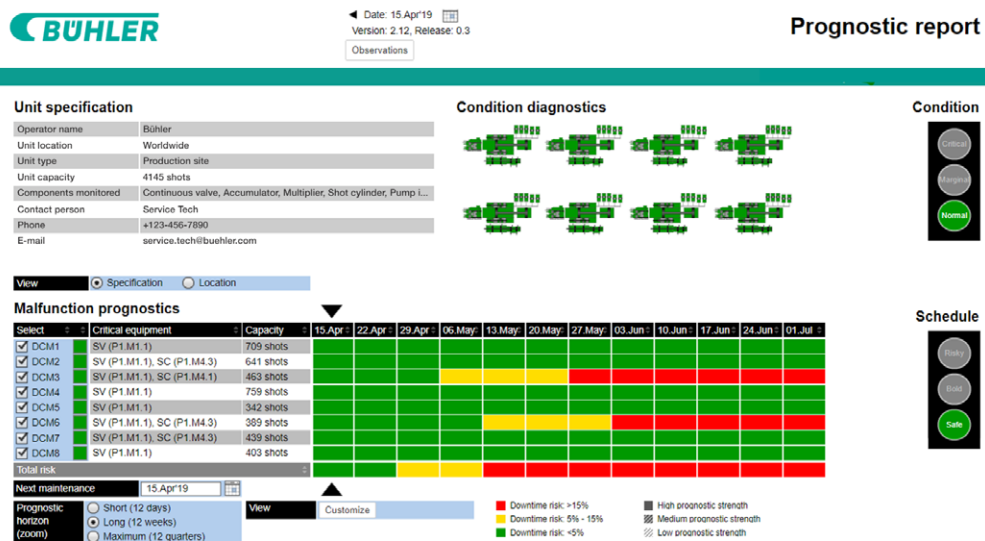 BÜHLER
Date: 15.Apr'19
Version: 2.12, Release: 0.3
Observations
Prognostic report
Unit specification
Operator name Bühler
Unit location Worldwide
Unit type Production site
Unit capacity 4145 shots
Components monitored Continuous valve, Accumulator, Multiplier, Shot cylinder, Pump i...
Contact person Service Tech
Phone +123-456-7890
E-mail service.tech@buehler.com
Condition diagnostics
Condition
Critical
Marginal
Normal
View Specification Location
Malfunction prognostics
Select Critical equipment Capacity 15.Apr 22.Apr 29.Apr 06.May 13.May 20.May 27.May 03.Jun 10.Jun 17.Jun 24.Jun 01.Jul
DCM1 SV (P1.M1.1) 709 shots
DCM2 SV (P1.M1.1), SC (P1.M4.3) 641 shots
DCM3 SV (P1.M1.1), SC (P1.M4.1) 463 shots
DCM4 SV (P1.M1.1) 759 shots
DCM5 SV (P1.M1.1) 342 shots
DCM6 SV (P1.M1.1), SC (P1.M4.3) 389 shots
DCM7 SV (P1.M1.1), SC (P1.M4.3) 439 shots
DCM8 SV (P1.M1.1) 403 shots
Total risk
Schedule
Risky
Bold
Safe
Next maintenance 15.Apr'19
Prognostic horizon (zoom)
Short (12 days)
Long (12 weeks)
Maximum (12 quarters)
View Customize
Downtime risk: >15%
Downtime risk: 5% - 15%
Downtime risk: <5%
High prognostic strength
Medium prognostic strength
Low prognostic strength